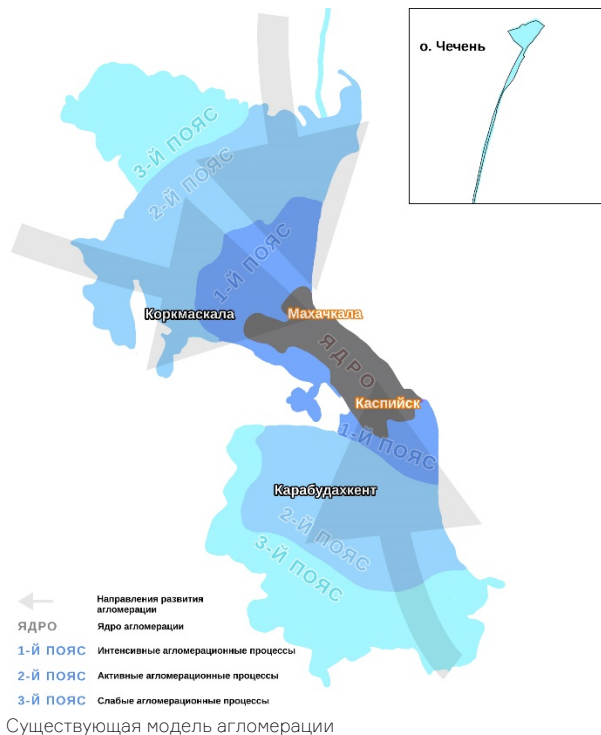 о. Чечень
3-Й ПОЯС
2-Й ПОЯС
1-Й ПОЯС
Коркмаскала
Махачкала
ЯДРО
Каспийск
1-Й ПОЯС
Карабудахкент
2-Й ПОЯС
3-Й ПОЯС
Направления развития
агломерации
ЯДРО Ядро агломерации
1-Й ПОЯС Интенсивные агломерационные процессы
2-Й ПОЯС Активные агломерационные процессы
3-Й ПОЯС Слабые агломерационные процессы
Существующая модель агломерации